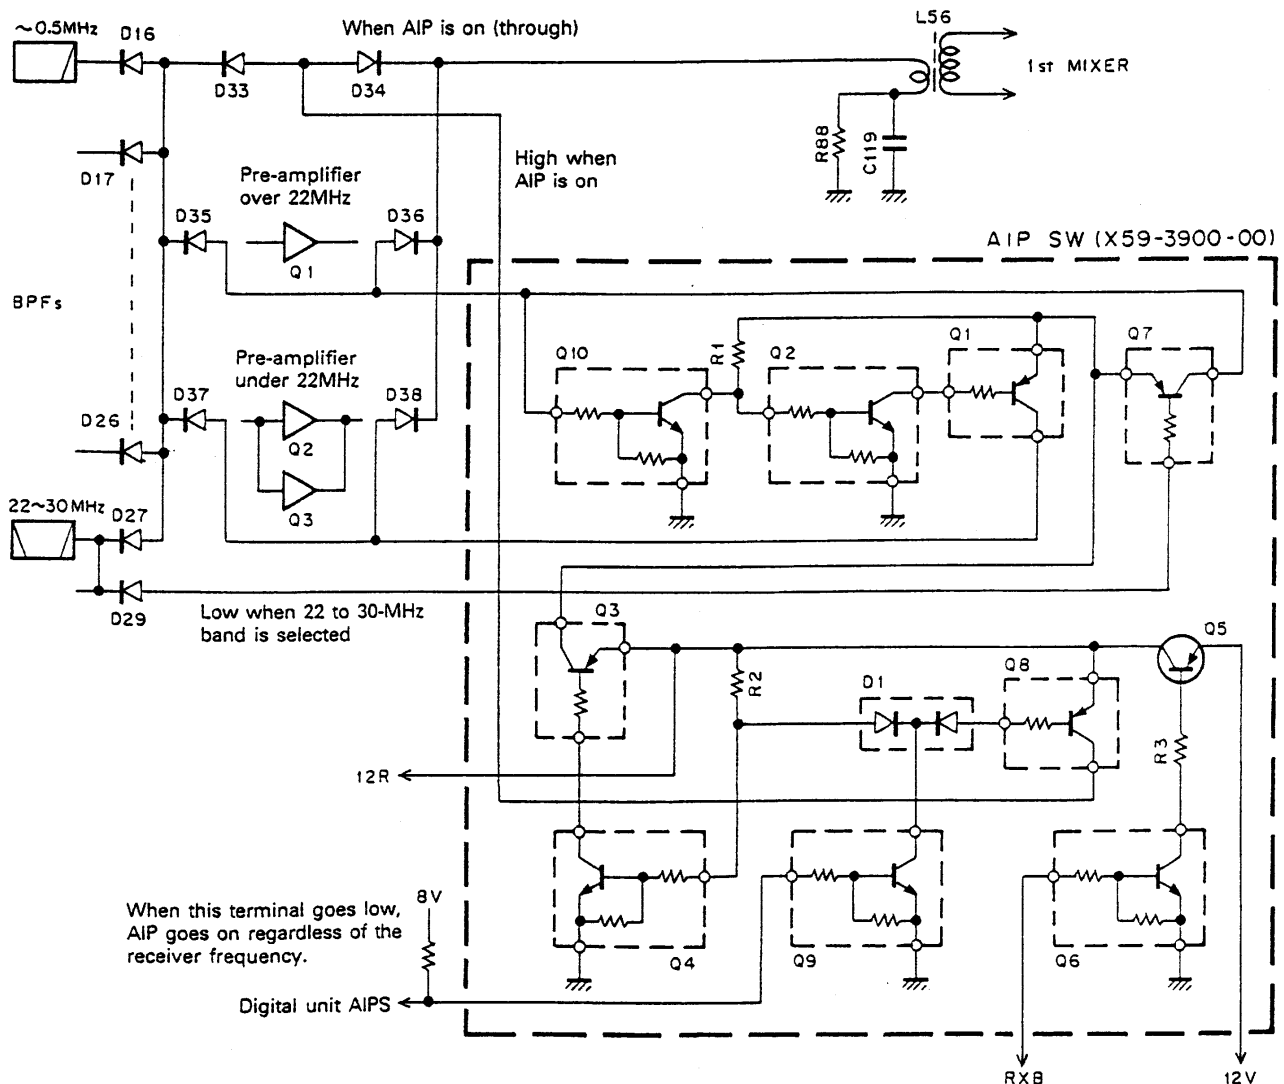 ~0.5MHz
D16
When AIP is on (through)
L56
D33
D34
1st MIXER
R88
C119
D17
High when
AIP is on
Pre-amplifier
over 22MHz
D35
D36
Q1
AIP SW (X59-3900-00)
BPFs
Pre-amplifier
under 22MHz
Q10
R1
Q2
Q1
Q7
D37
D38
D26
Q2
Q3
22~30MHz
D27
D29
Low when 22 to 30-MHz
band is selected
Q3
Q5
R2
D1
Q8
R3
12R
When this terminal goes low,
AIP goes on regardless of the
receiver frequency.
8V
Q4
Q9
Q6
Digital unit AIPS
RXB
12V